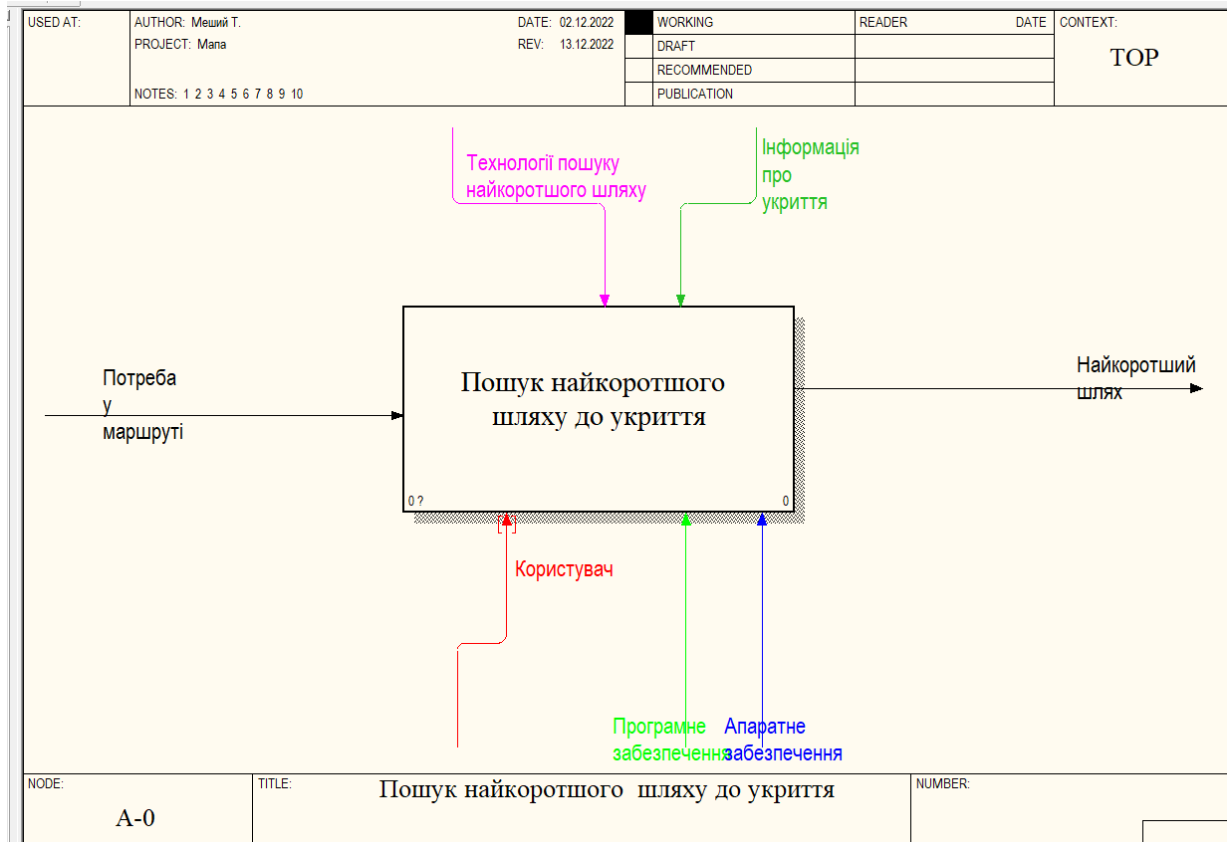 USED AT:
AUTHOR: Меший Т.
DATE: 02.12.2022
WORKING
READER
DATE
CONTEXT:
PROJECT: Мапа
REV: 13.12.2022
DRAFT
TOP
RECOMMENDED
NOTES: 1 2 3 4 5 6 7 8 9 10
PUBLICATION
Технології пошуку
найкоротшого шляху
Інформація
про
укриття
Потреба
у
маршруті
Пошук найкоротшого
шляху до укриття
0 ?
0
Найкоротший
шлях
Користувач
Програмне
забезпечення
Апаратне
забезпечення
NODE:
A-0
TITLE:
Пошук найкоротшого шляху до укриття
NUMBER: